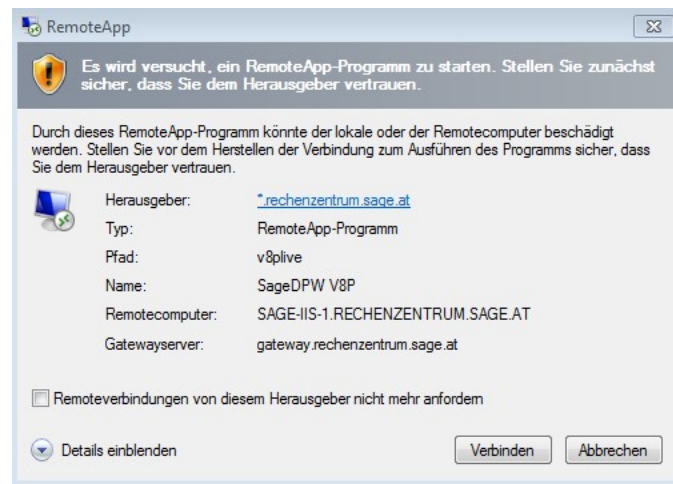 RemoteApp
Es wird versucht, ein RemoteApp-Programm zu starten. Stellen Sie zunächst
sicher, dass Sie dem Herausgeber vertrauen.
Durch dieses RemoteApp-Programm könnte der lokale oder der Remotecomputer beschädigt
werden. Stellen Sie vor dem Herstellen der Verbindung zum Ausführen des Programms sicher, dass
Sie dem Herausgeber vertrauen.
Herausgeber: *.rechenzentrum.sage.at
Typ: RemoteApp-Programm
Pfad: v8plive
Name: SageDPW V8P
Remotecomputer: SAGE-IIS-1.RECHENZENTRUM.SAGE.AT
Gatewayserver: gateway.rechenzentrum.sage.at
Remoteverbindungen von diesem Herausgeber nicht mehr anfordern
Details einblenden Verbinden Abbrechen